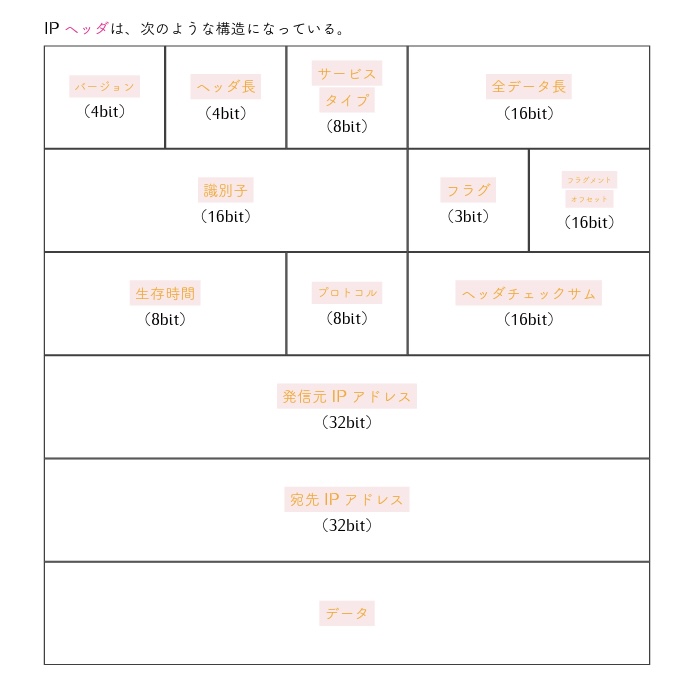 IP ヘッダは、次のような構造になっている。
バージョン
（4bit）
ヘッダ長
（4bit）
サービス
タイプ
（8bit）
全データ長
（16bit）
識別子
（16bit）
フラグ
（3bit）
フラグメント
オフセット
（16bit）
生存時間
（8bit）
プロトコル
（8bit）
ヘッダチェックサム
（16bit）
発信元 IP アドレス
（32bit）
宛先 IP アドレス
（32bit）
データ